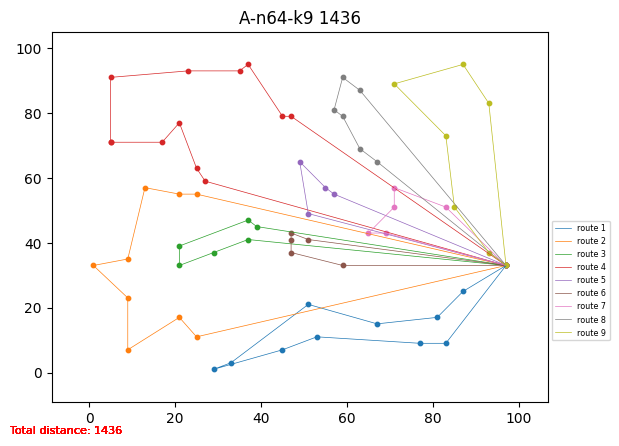 A-n64-k9 1436
100
80
60
40
20
0
0 20 40 60 80 100
route 1
route 2
route 3
route 4
route 5
route 6
route 7
route 8
route 9
Total distance: 1436